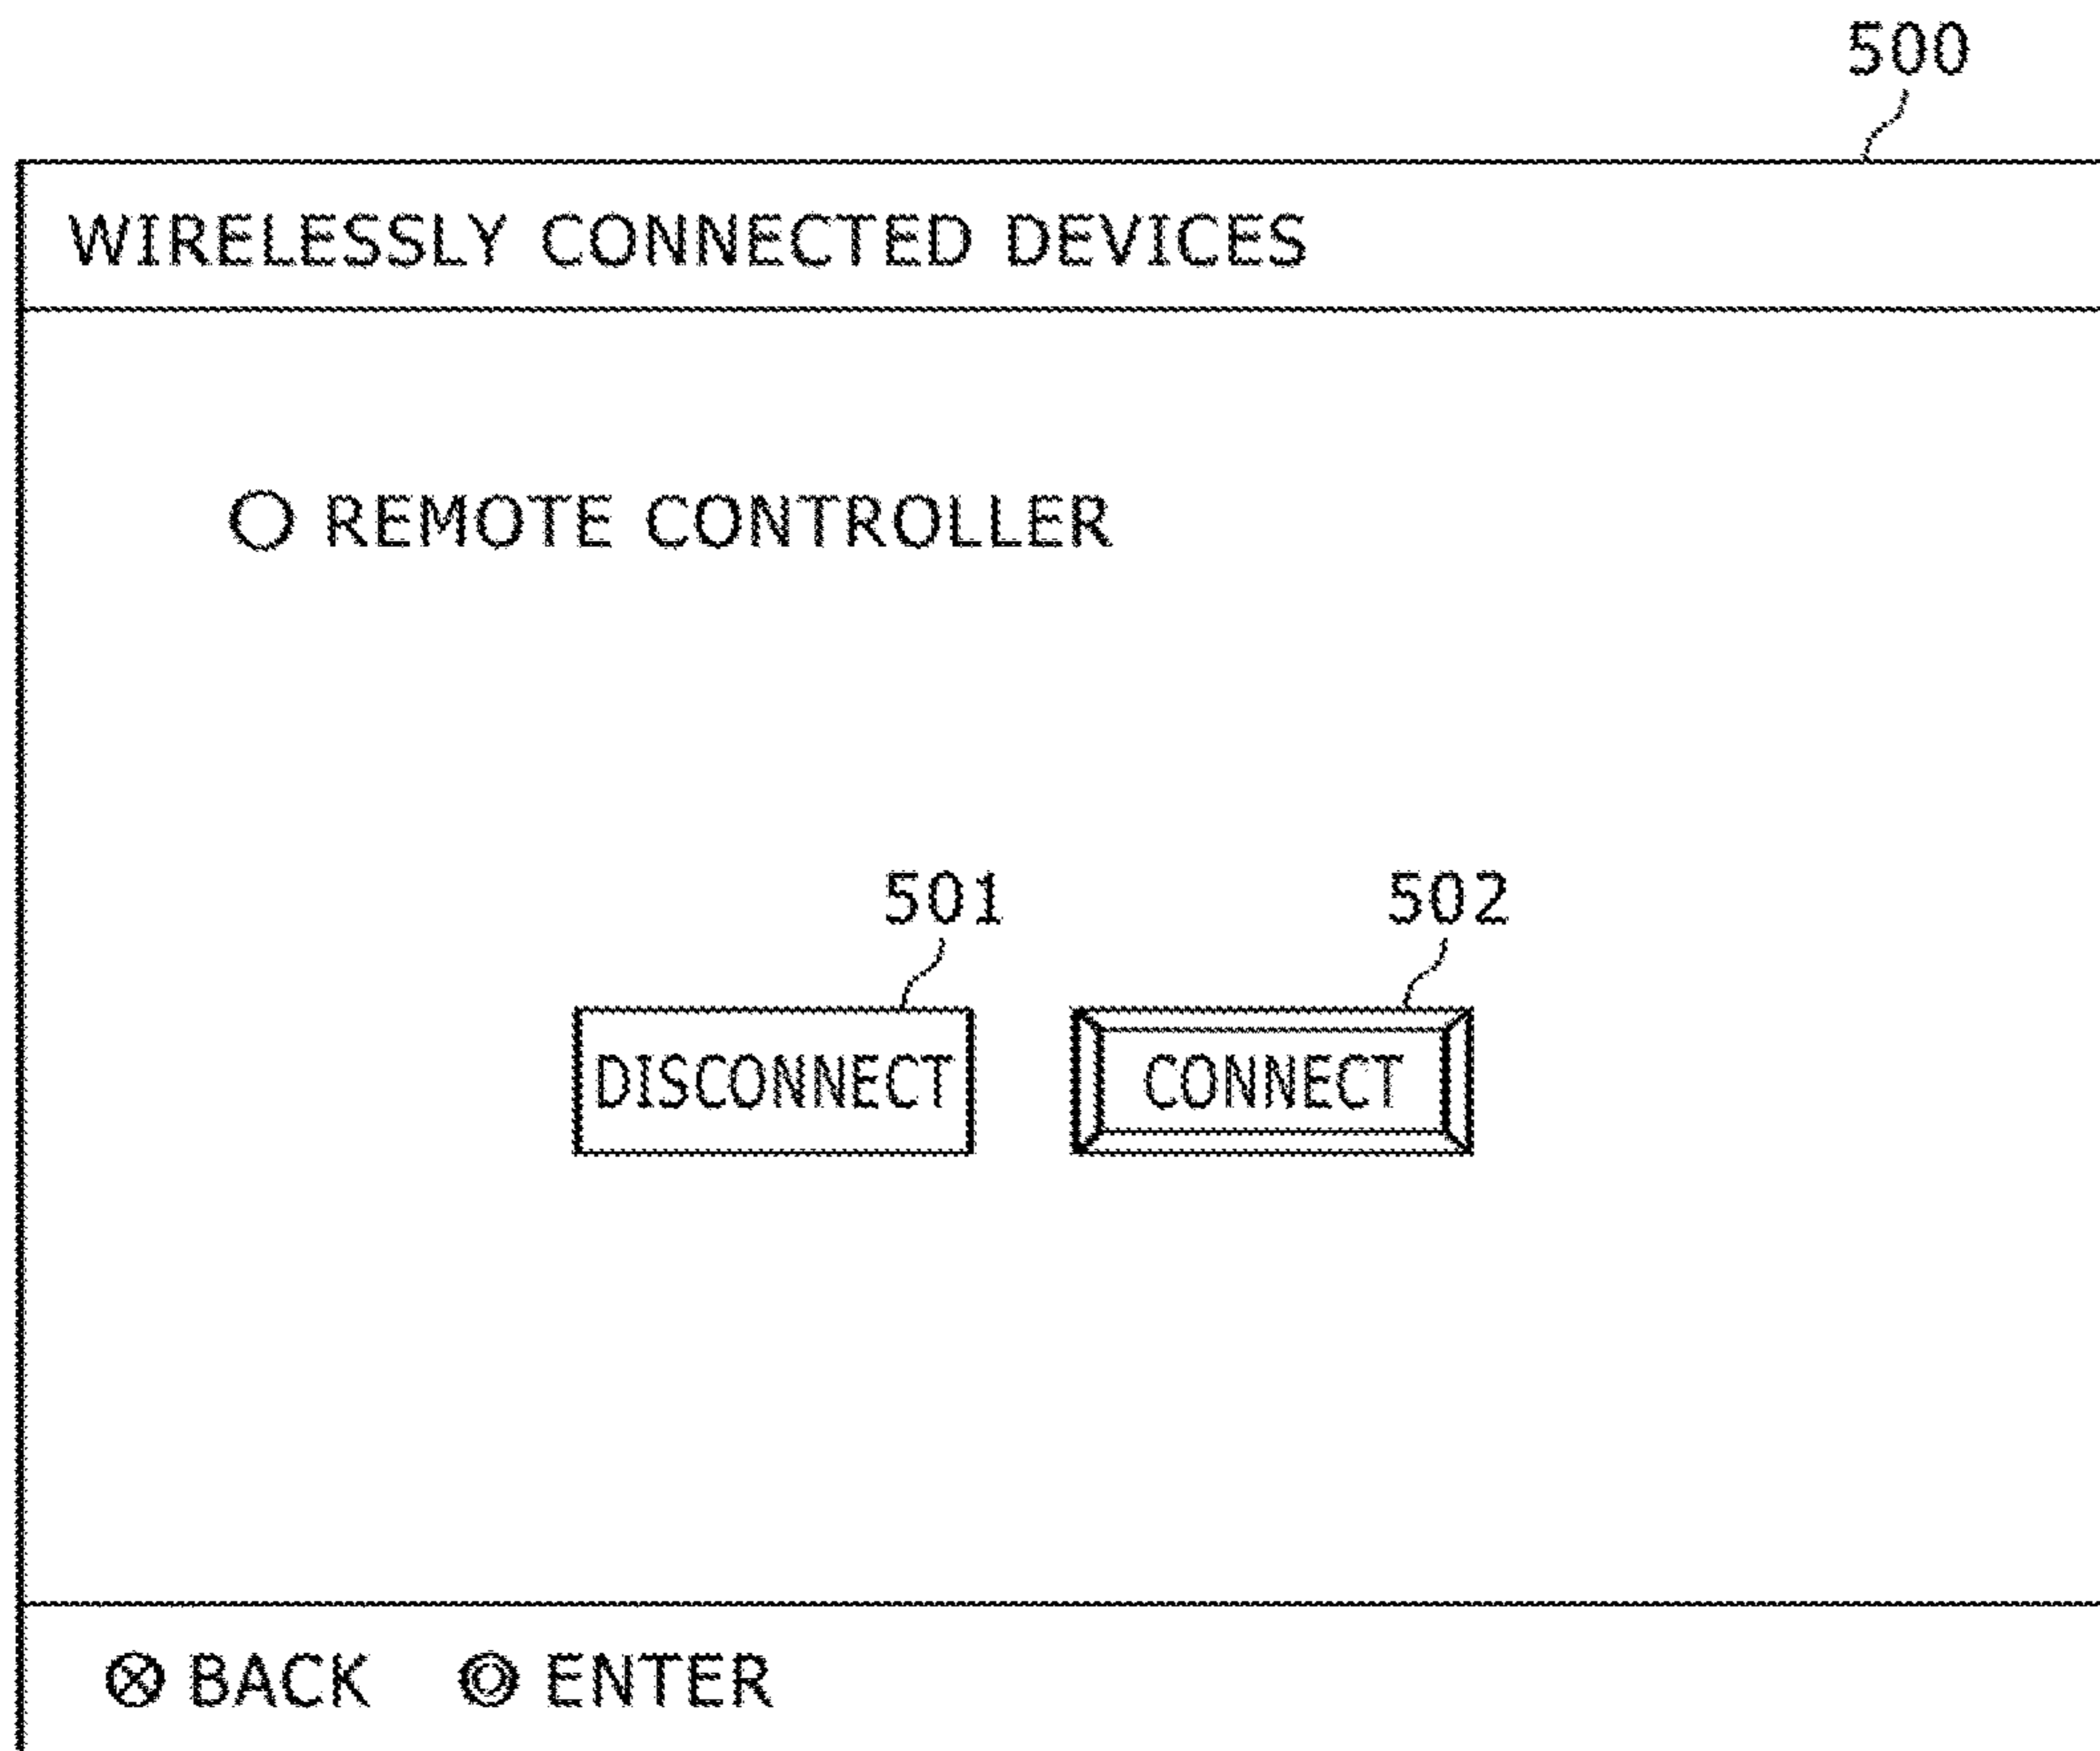 500
WIRELESSLY CONNECTED DEVICES
REMOTE CONTROLLER
501 502
DISCONNECT CONNECT
BACK ENTER